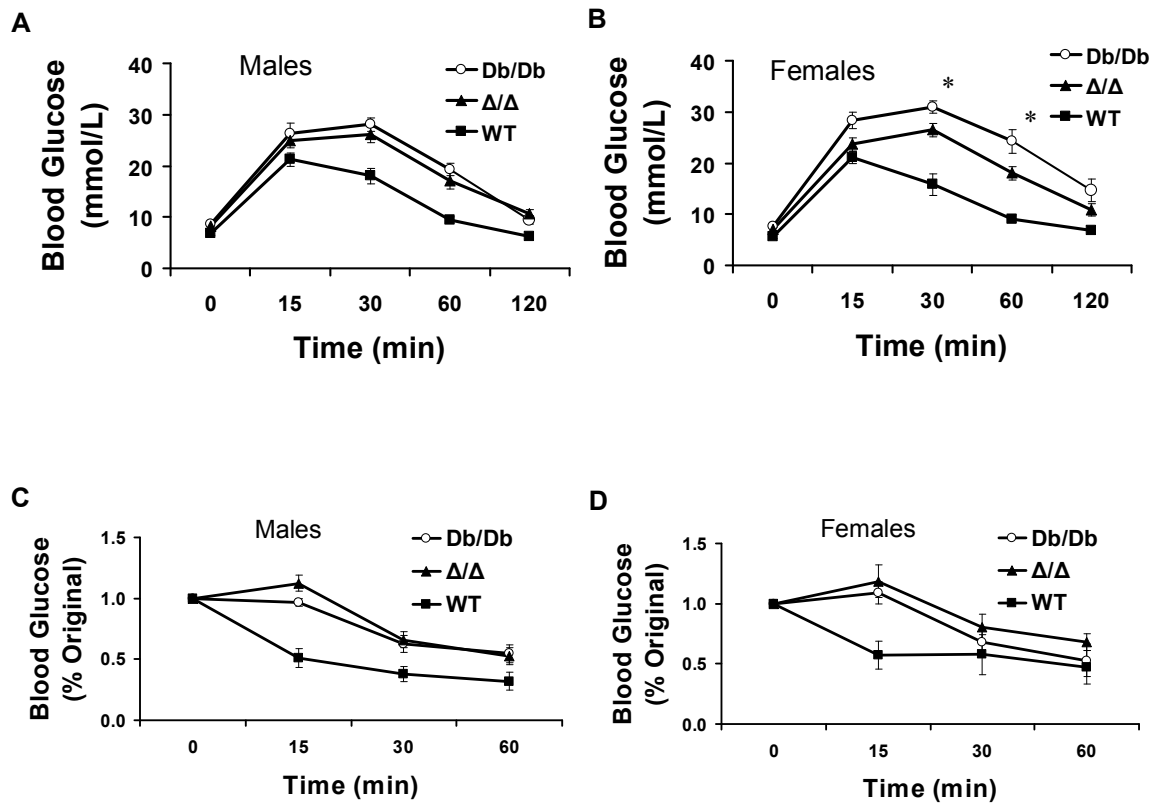 A
Males
Db/Db
Δ/Δ
WT
Blood Glucose
(mmol/L)
40
30
20
10
0
0 15 30 60 120
Time (min)
B
Females
Db/Db
Δ/Δ
WT
*
*
Blood Glucose
(mmol/L)
40
30
20
10
0
0 15 30 60 120
Time (min)
C
Males
Db/Db
Δ/Δ
WT
Blood Glucose
(% Original)
1.5
1.0
0.5
0.0
0 15 30 60
Time (min)
D
Females
Db/Db
Δ/Δ
WT
Blood Glucose
(% Original)
1.5
1.0
0.5
0.0
0 15 30 60
Time (min)